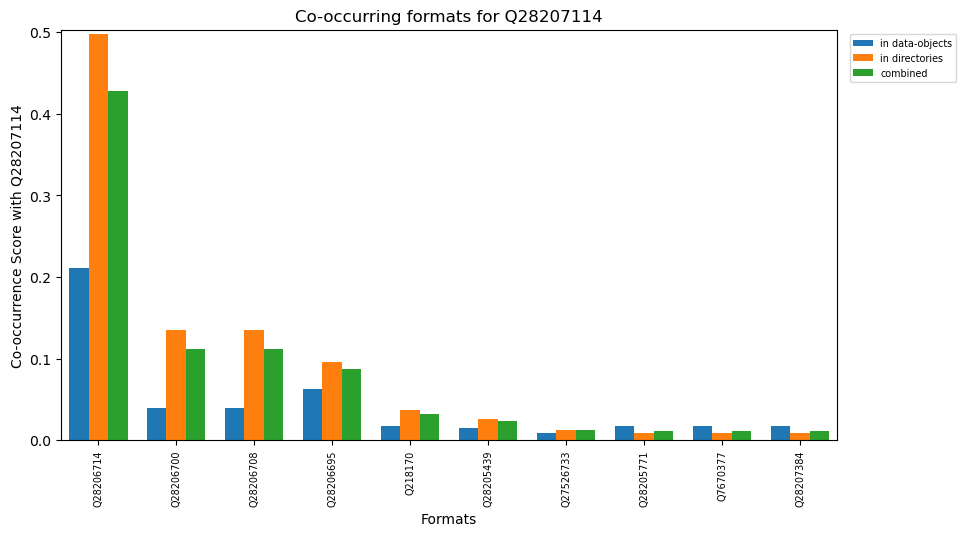 Co-occurring formats for Q28207114
in data-objects
in directories
combined
Co-occurrence Score with Q28207114
0.5
0.4
0.3
0.2
0.1
0.0
Q28206714
Q28206700
Q28206708
Q28206695
Q218170
Q28205439
Q27526733
Q28205771
Q7670377
Q28207384
Formats